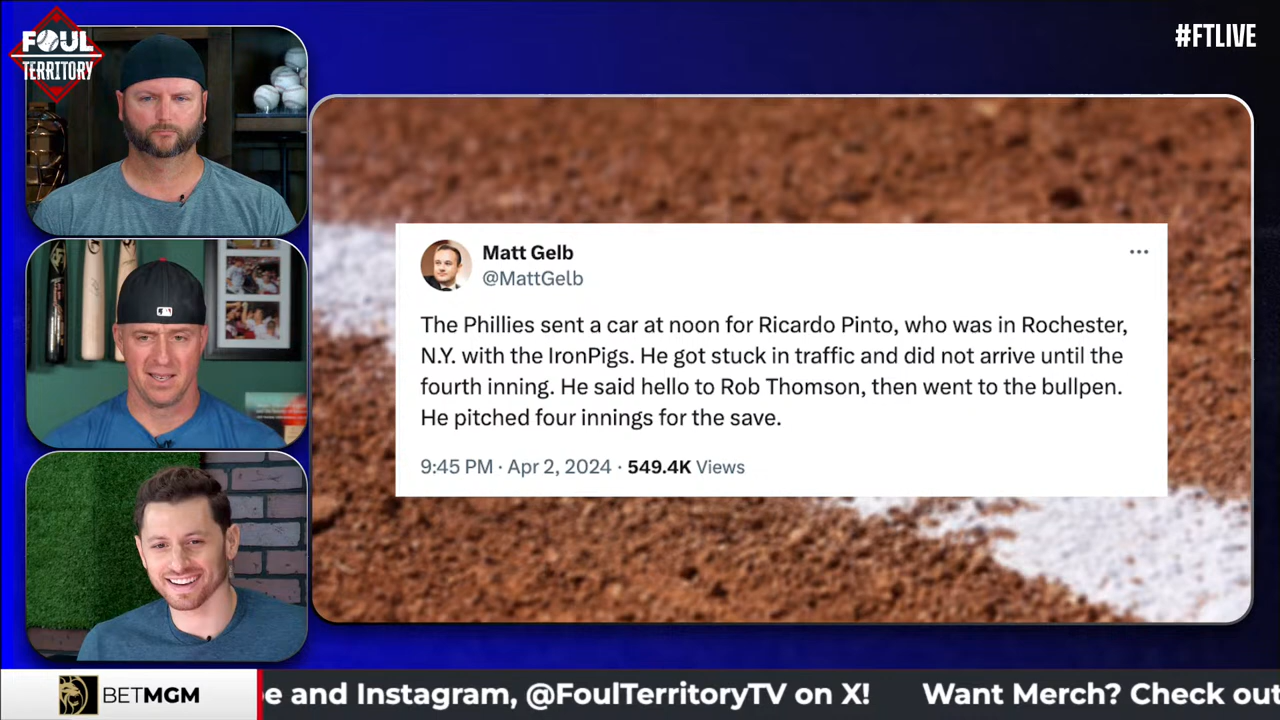 FOUL
TERRITORY
#FTLIVE
Matt Gelb
@MattGelb
The Phillies sent a car at noon for Ricardo Pinto, who was in Rochester,
N.Y. with the IronPigs. He got stuck in traffic and did not arrive until the
fourth inning. He said hello to Rob Thomson, then went to the bullpen.
He pitched four innings for the save.
9:45 PM · Apr 2, 2024 · 549.4K Views
BETMGM
e and Instagram, @FoulTerritoryTV on X! Want Merch? Check out